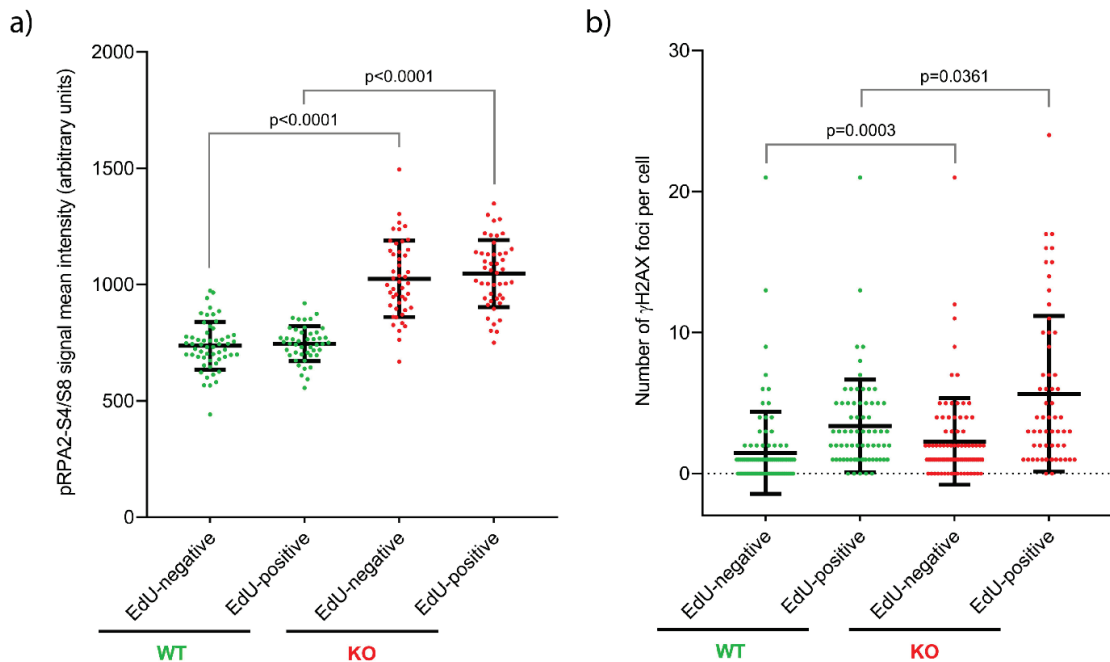 a)
pRPA2-S4/S8 signal mean intensity (arbitrary units)
2000
1500
1000
500
0
p<0.0001
p<0.0001
EdU-negative
EdU-positive
EdU-negative
EdU-positive
WT
KO
b)
Number of γH2AX foci per cell
30
20
10
0
p=0.0361
p=0.0003
EdU-negative
EdU-positive
EdU-negative
EdU-positive
WT
KO